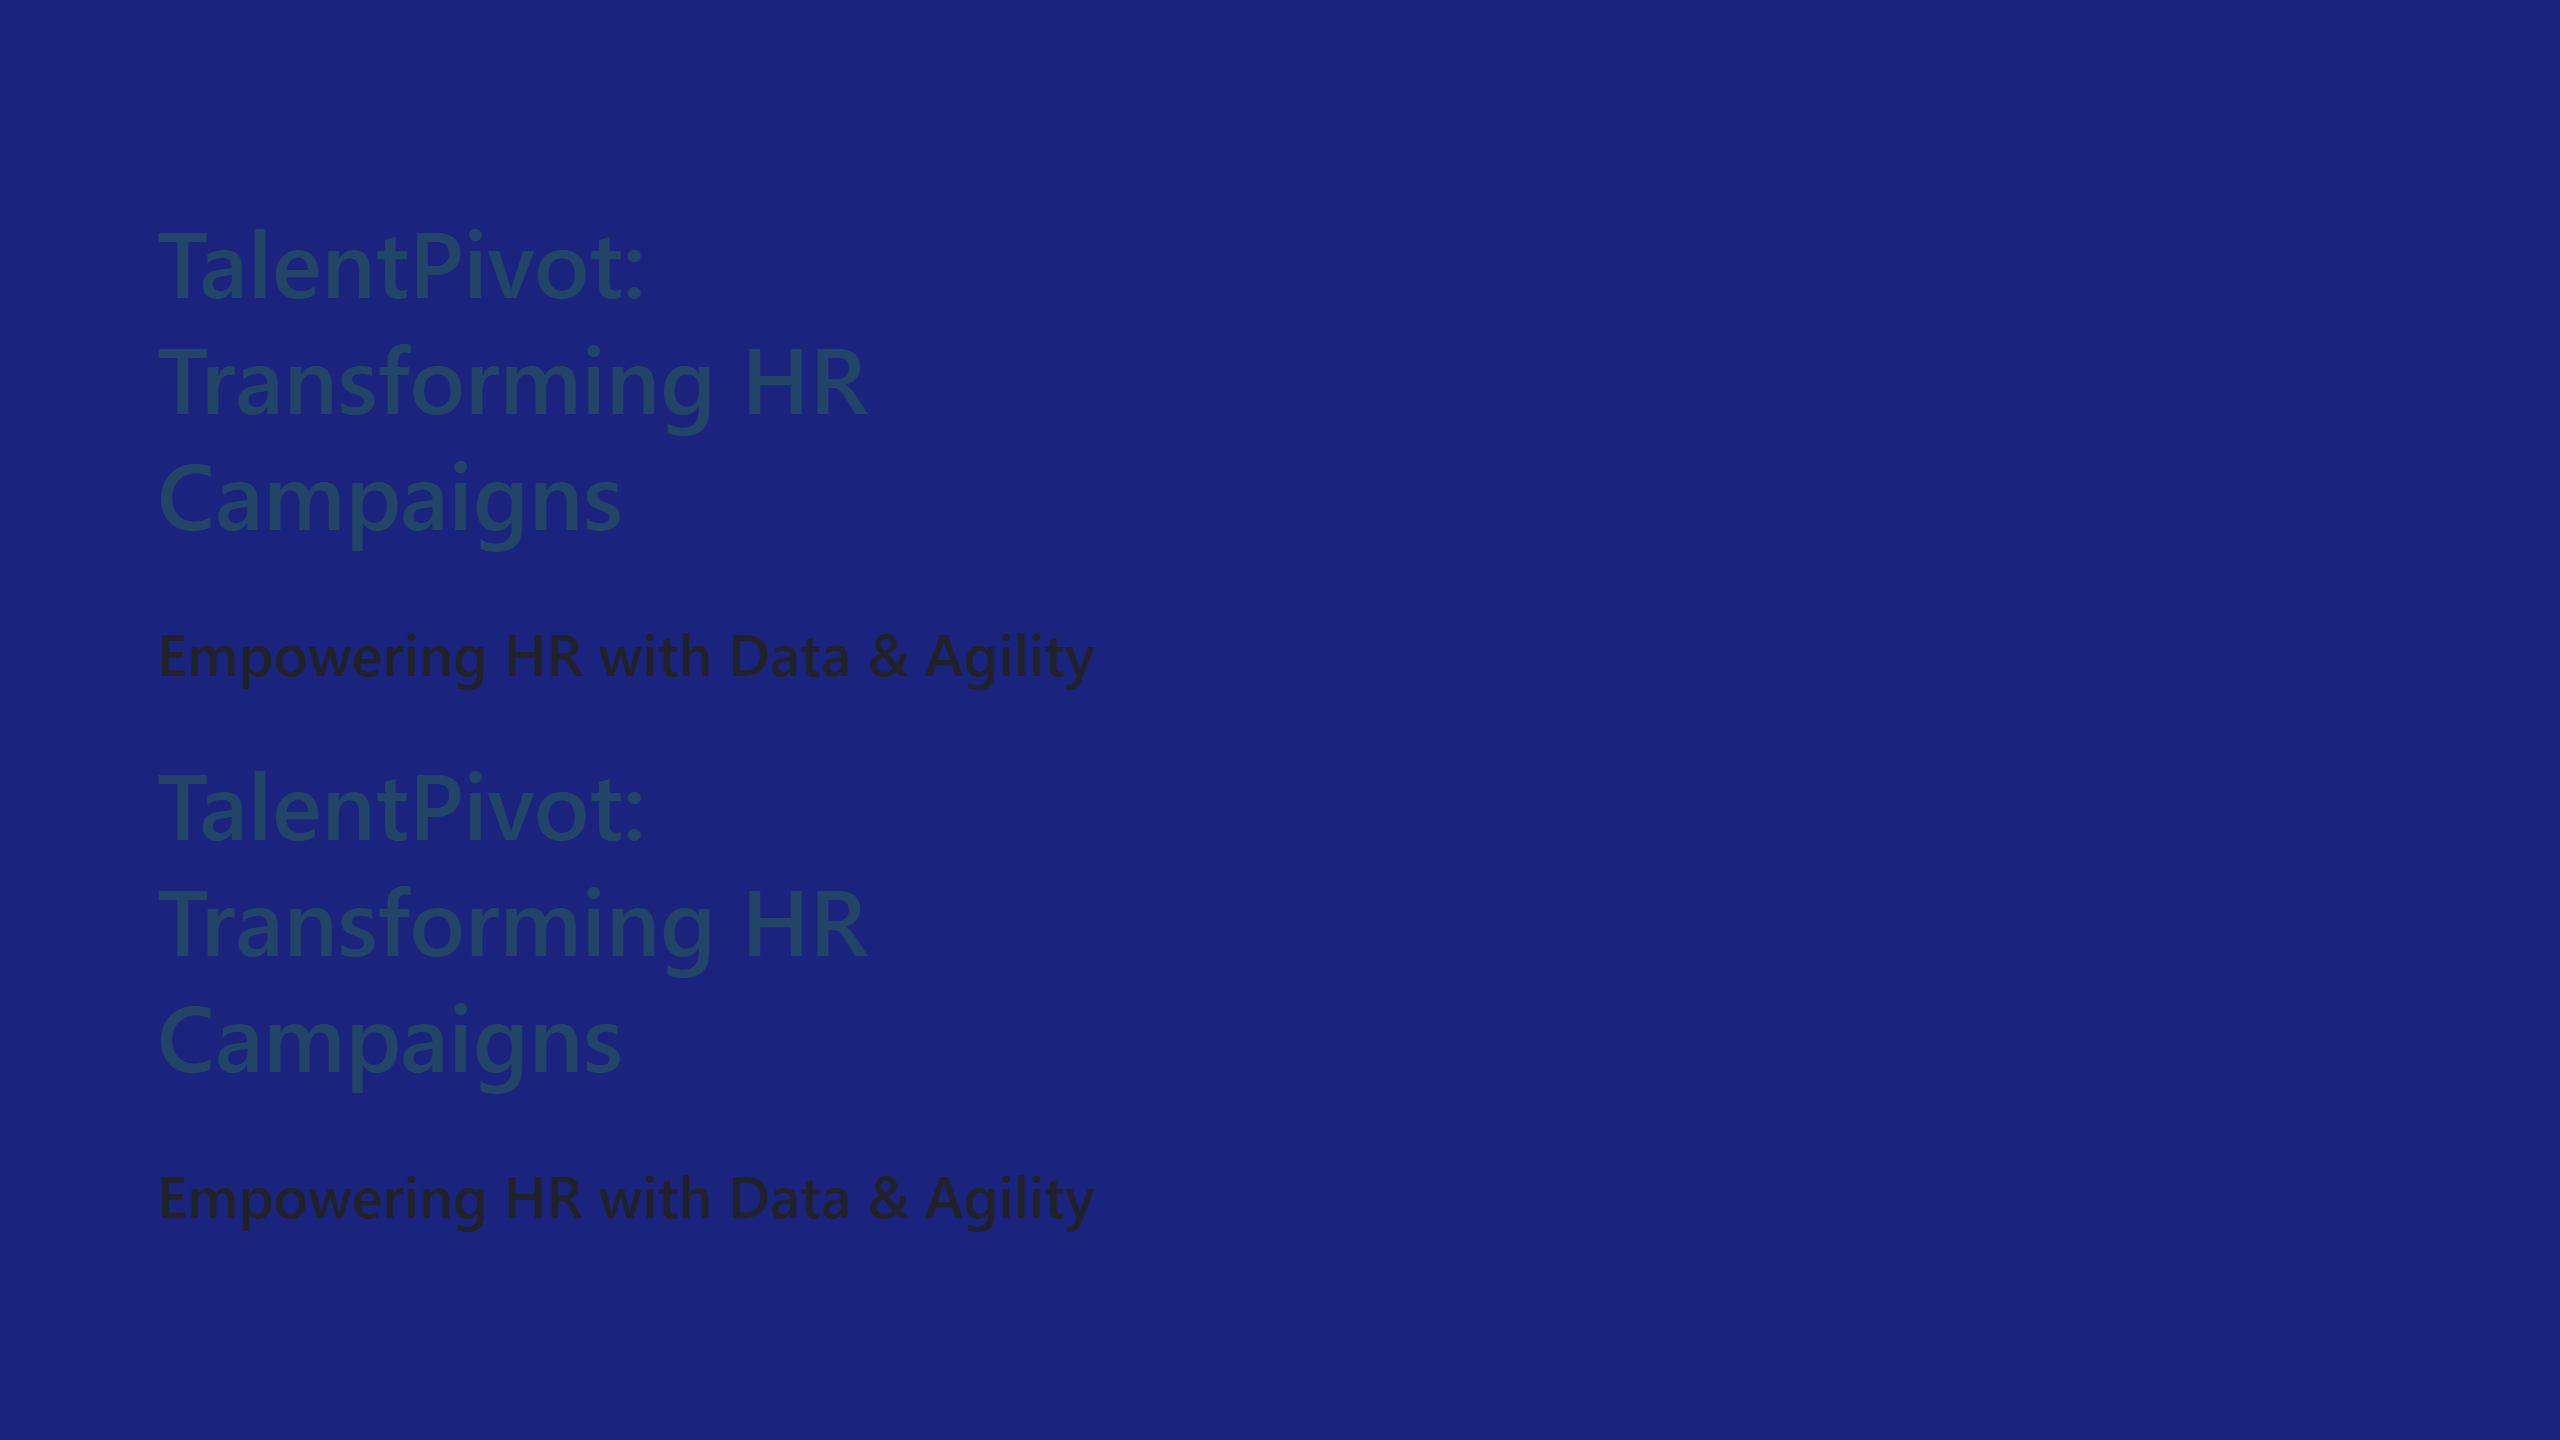 TalentPivot:
Transforming HR
Campaigns
Empowering HR with Data & Agility
TalentPivot:
Transforming HR
Campaigns
Empowering HR with Data & Agility